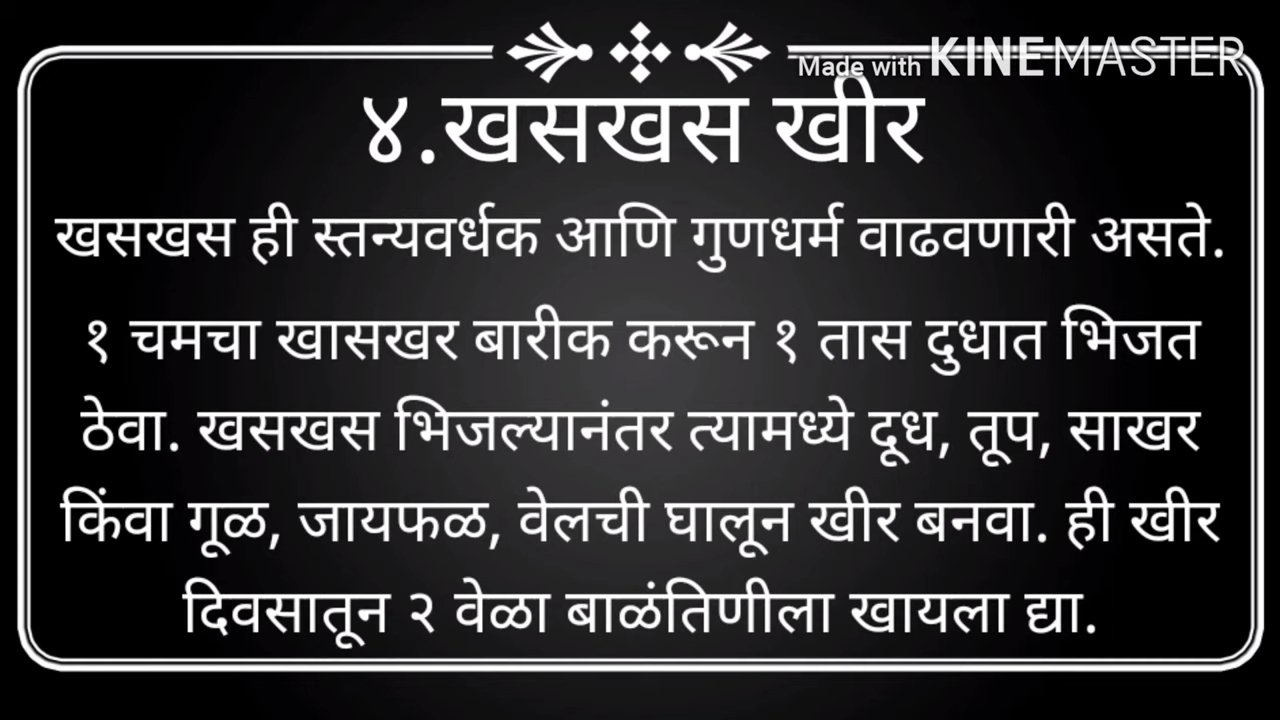 Made with KINEMASTER
४.खसखस खीर
खसखस ही स्तन्यवर्धक आणि गुणधर्म वाढवणारी असते.
१ चमचा खासखर बारीक करून १ तास दुधात भिजत
ठेवा. खसखस भिजल्यानंतर त्यामध्ये दूध, तूप, साखर
किंवा गूळ, जायफळ, वेलची घालून खीर बनवा. ही खीर
दिवसातून २ वेळा बाळंतिणीला खायला द्या.